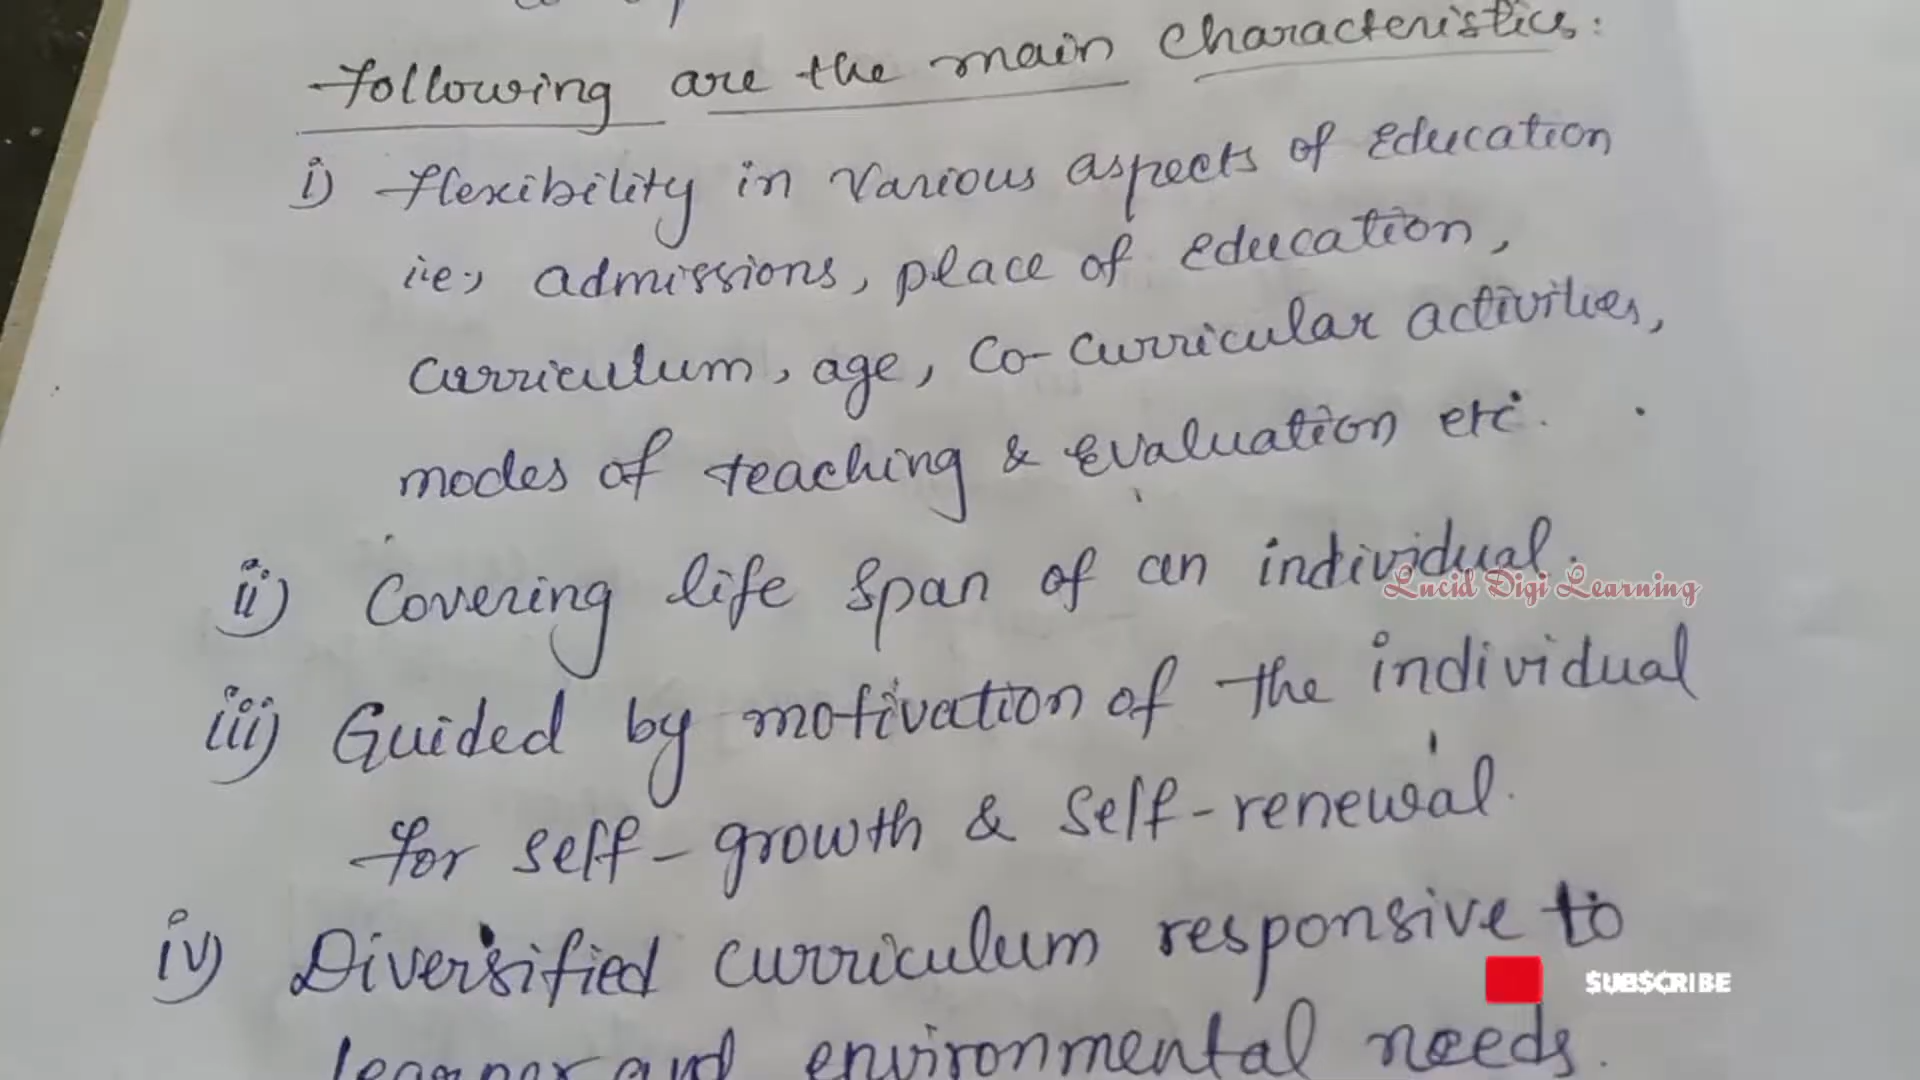 Following are the main characteristics:
i) Flexibility in various aspects of Education
i.e; admissions, place of education,
curriculum, age, co-curricular activities,
modes of teaching & Evaluation etc.
ii) Covering life span of an individual.
Lucid Digi Learning
iii) Guided by motivation of the individual
for self-growth & self-renewal.
iv) Diversified curriculum responsive to
SUBSCRIBE
learner and environmental needs.